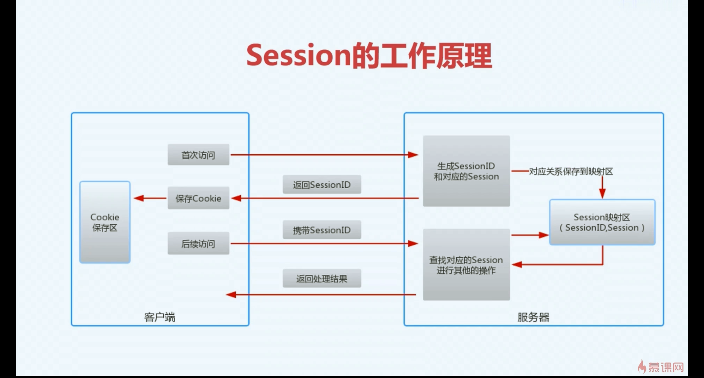 Session的工作原理
首次访问
生成SessionID
和对应的Session
对应关系保存到映射区
返回SessionID
保存Cookie
Cookie
保存区
Session映射区
（SessionID,Session）
携带SessionID
后续访问
查找对应的Session
进行其他的操作
返回处理结果
客户端
服务器
慕课网